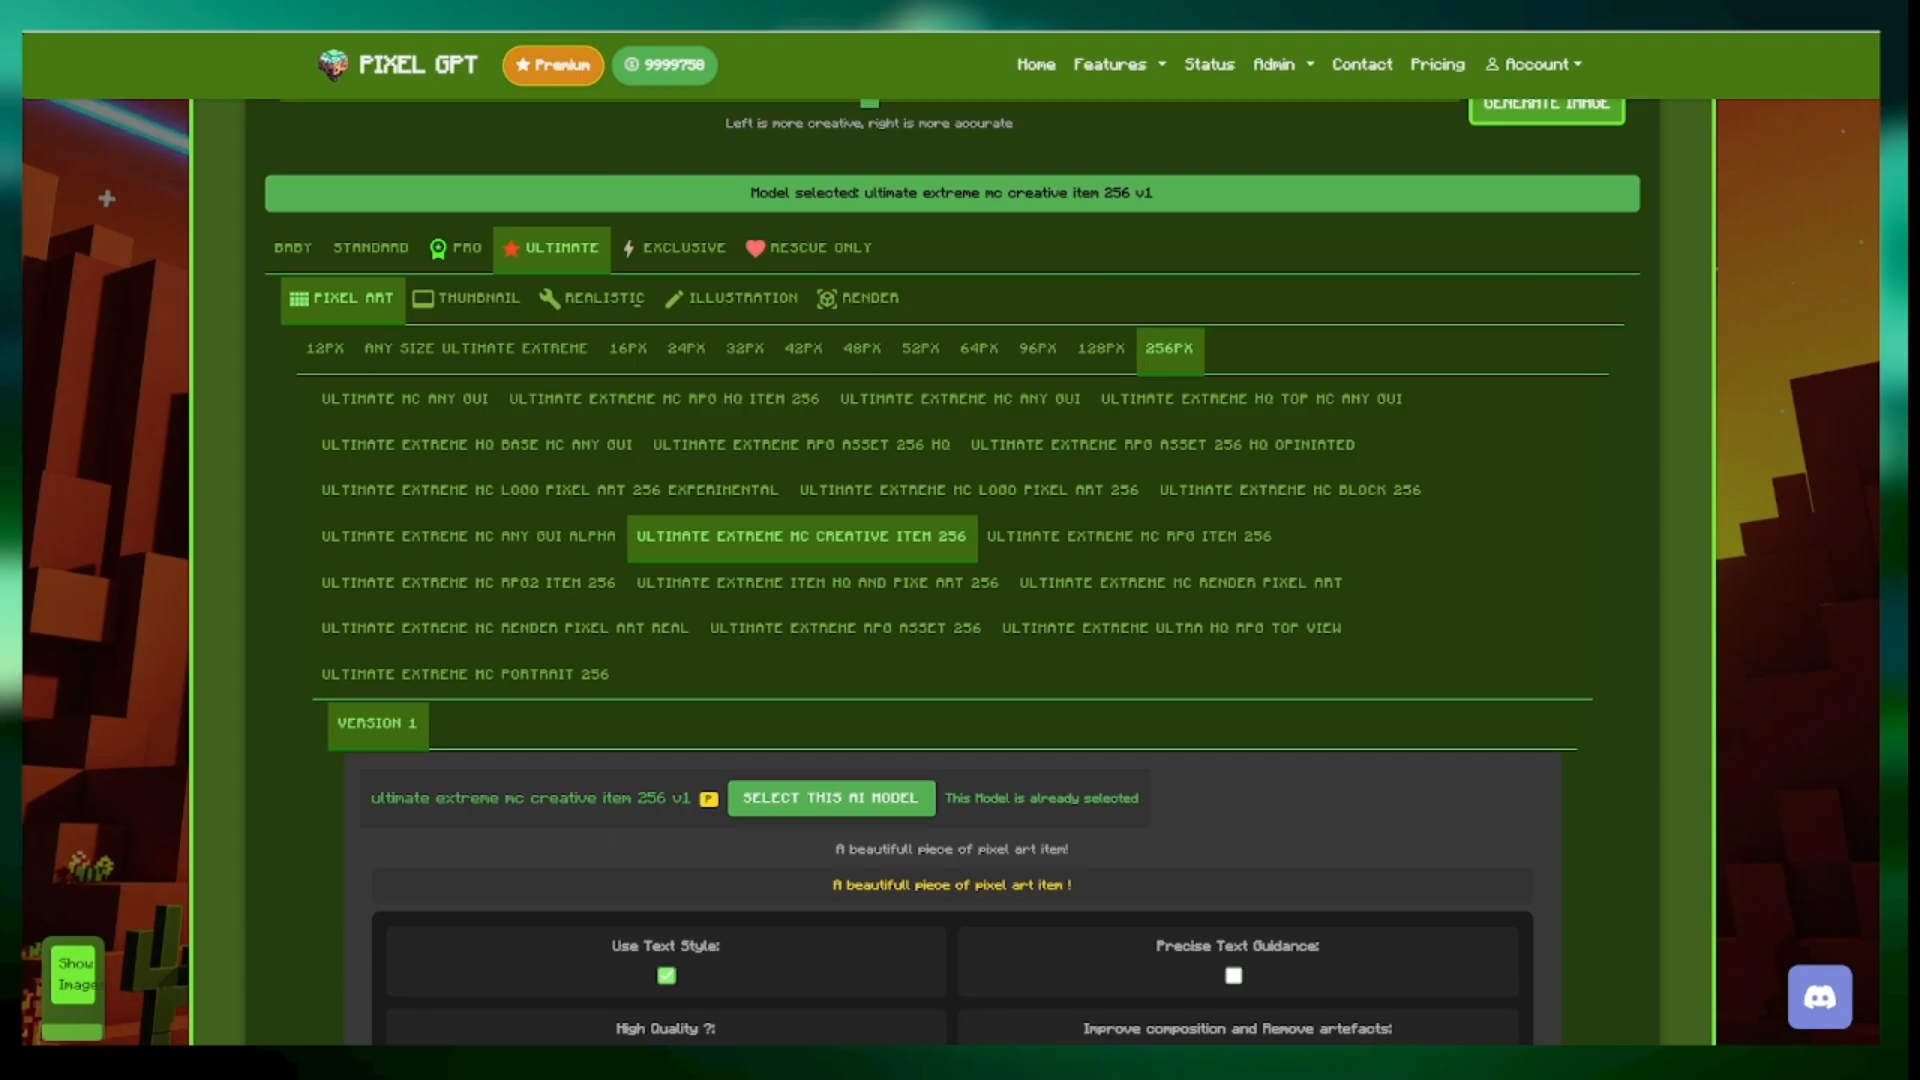 PIXEL GPT
Premium
9999758
Home
Features
Status
Admin
Contact
Pricing
Account
GENERATE IMAGE
Left is more creative, right is more accurate
Model selected: ultimate extreme mc creative item 256 v1
BABY STANDARD PRO ULTIMATE EXCLUSIVE RESCUE ONLY
PIXEL ART THUMBNAIL REALISTIC ILLUSTRATION RENDER
12PX ANY SIZE ULTIMATE EXTREME 16PX 24PX 32PX 42PX 48PX 52PX 64PX 96PX 128PX 256PX
ULTIMATE MC ANY GUI ULTIMATE EXTREME MC RPG HQ ITEM 256 ULTIMATE EXTREME MC ANY GUI ULTIMATE EXTREME HQ TOP MC ANY GUI
ULTIMATE EXTREME HQ BASE MC ANY GUI ULTIMATE EXTREME RPG ASSET 256 HQ ULTIMATE EXTREME RPG ASSET 256 HQ OPINIATED
ULTIMATE EXTREME MC LOGO PIXEL ART 256 EXPERIMENTAL ULTIMATE EXTREME MC LOGO PIXEL ART 256 ULTIMATE EXTREME MC BLOCK 256
ULTIMATE EXTREME MC ANY GUI ALPHA ULTIMATE EXTREME MC CREATIVE ITEM 256 ULTIMATE EXTREME MC RPG ITEM 256
ULTIMATE EXTREME MC RPG2 ITEM 256 ULTIMATE EXTREME ITEM HQ AND PIXE ART 256 ULTIMATE EXTREME MC RENDER PIXEL ART
ULTIMATE EXTREME MC RENDER PIXEL ART REAL ULTIMATE EXTREME RPG ASSET 256 ULTIMATE EXTREME ULTRA HQ RPG TOP VIEW
ULTIMATE EXTREME MC PORTRAIT 256
VERSION 1
ultimate extreme mc creative item 256 v1 P SELECT THIS AI MODEL This Model is already selected
A beautifull piece of pixel art item!
A beautifull piece of pixel art item !
Use Text Style: Precise Text Guidance:
Show
Image
High Quality ?: Improve composition and Remove artefacts: